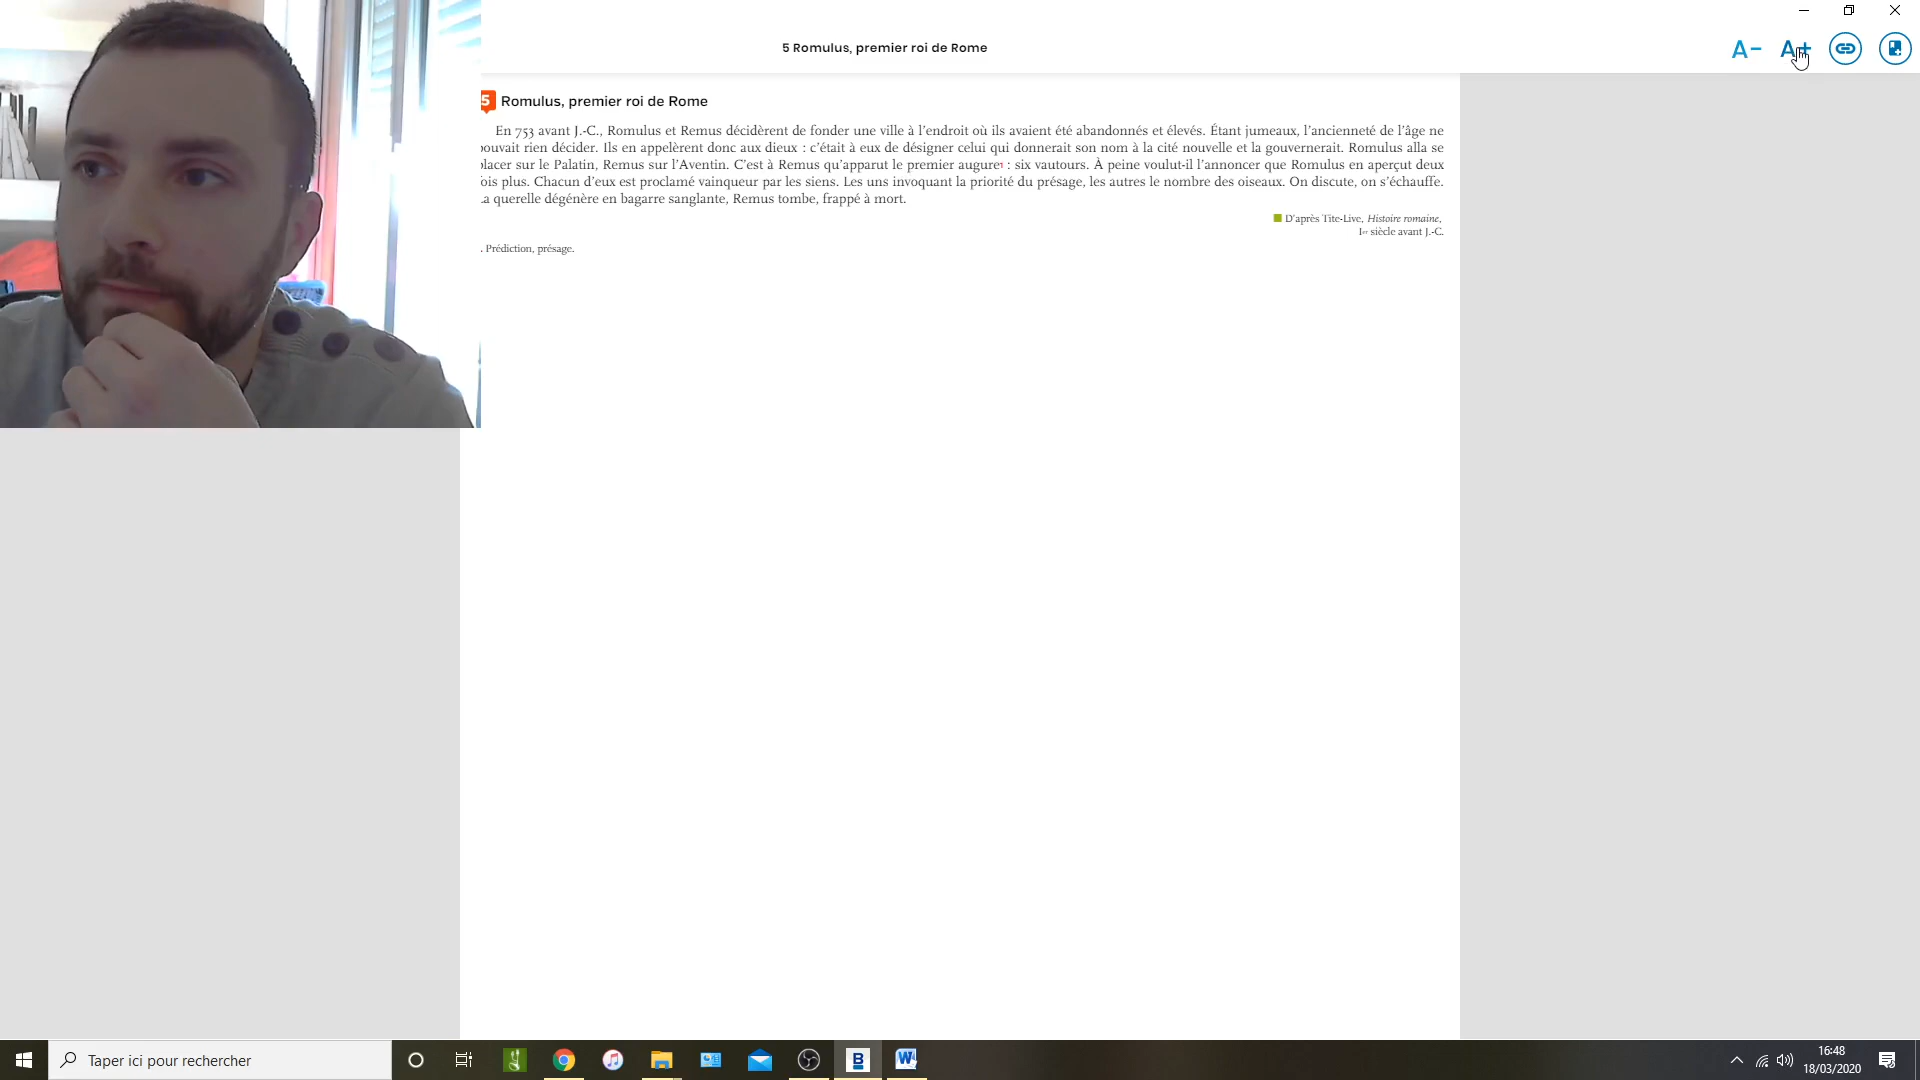 5 Romulus, premier roi de Rome
A- A+
5 Romulus, premier roi de Rome
En 753 avant J.-C., Romulus et Remus décidèrent de fonder une ville à l'endroit où ils avaient été abandonnés et élevés. Étant jumeaux, l'ancienneté de l'âge ne
pouvait rien décider. Ils en appelèrent donc aux dieux : c'était à eux de désigner celui qui donnerait son nom à la cité nouvelle et la gouvernerait. Romulus alla se
placer sur le Palatin, Remus sur l'Aventin. C'est à Remus qu'apparut le premier augure1 : six vautours. À peine voulut-il l'annoncer que Romulus en aperçut deux
fois plus. Chacun d'eux est proclamé vainqueur par les siens. Les uns invoquant la priorité du présage, les autres le nombre des oiseaux. On discute, on s'échauffe.
La querelle dégénère en bagarre sanglante, Remus tombe, frappé à mort.
D'après Tite-Live, Histoire romaine,
Ier siècle avant J.-C.
. Prédiction, présage.
Taper ici pour rechercher
B
W
16:48
18/03/2020